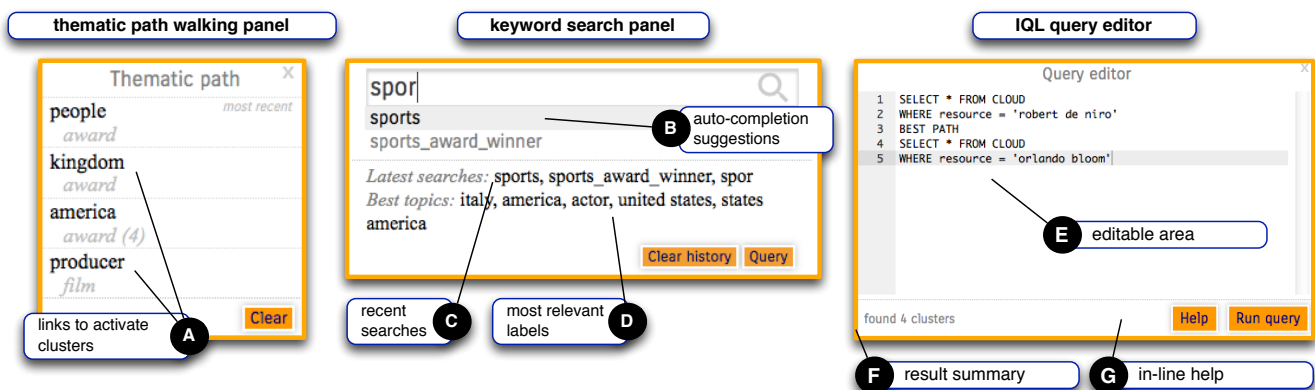 thematic path walking panel
Thematic path
X
most recent
people
award
kingdom
award
america
award (4)
producer
film
Clear
links to activate
clusters
A
keyword search panel
spor
sports
sports_award_winner
B
auto-completion
suggestions
Latest searches: sports, sports_award_winner, spor
Best topics: italy, america, actor, united states, states
america
Clear history
Query
recent
searches
C
most relevant
labels
D
IQL query editor
Query editor
X
1 SELECT * FROM CLOUD
2 WHERE resource = 'robert de niro'
3 BEST PATH
4 SELECT * FROM CLOUD
5 WHERE resource = 'orlando bloom'
E
editable area
found 4 clusters
Help
Run query
F
result summary
G
in-line help